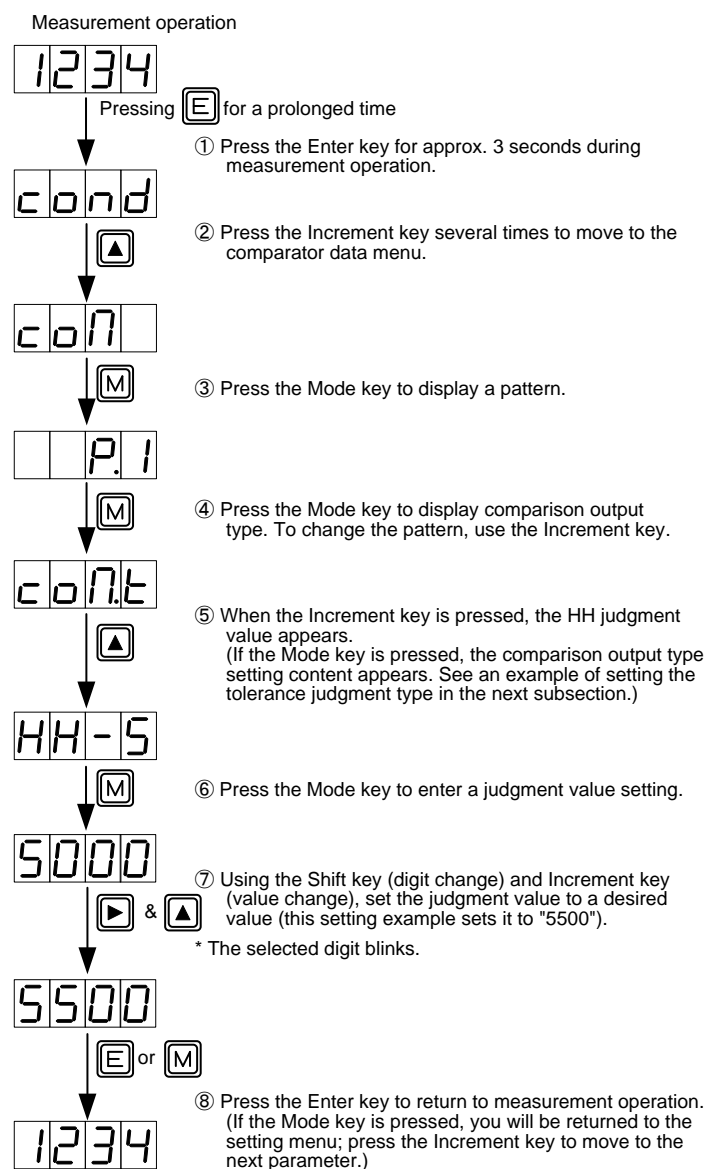 Measurement operation
1234
Pressing E for a prolonged time
① Press the Enter key for approx. 3 seconds during
measurement operation.
cond
② Press the Increment key several times to move to the
comparator data menu.
▲
coM
M
③ Press the Mode key to display a pattern.
P. 1
M
④ Press the Mode key to display comparison output
type. To change the pattern, use the Increment key.
coM.t
⑤ When the Increment key is pressed, the HH judgment
value appears.
(If the Mode key is pressed, the comparison output type
setting content appears. See an example of setting the
tolerance judgment type in the next subsection.)
▲
HH-S
M
⑥ Press the Mode key to enter a judgment value setting.
5000
⑦ Using the Shift key (digit change) and Increment key
(value change), set the judgment value to a desired
value (this setting example sets it to "5500").
▶ & ▲
* The selected digit blinks.
5500
E or M
⑧ Press the Enter key to return to measurement operation.
(If the Mode key is pressed, you will be returned to the
setting menu; press the Increment key to move to the
next parameter.)
1234